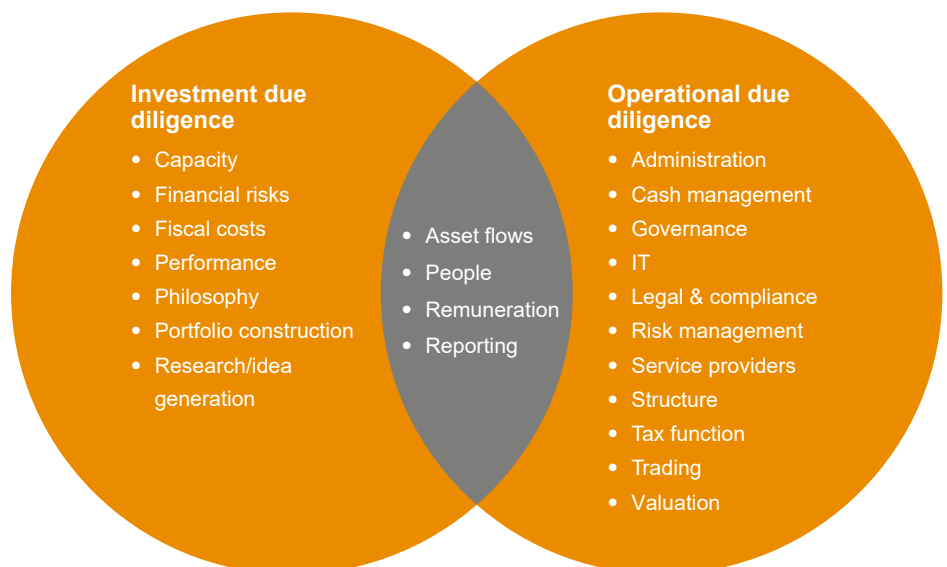 Investment due
diligence
• Capacity
• Financial risks
• Fiscal costs
• Performance
• Philosophy
• Portfolio construction
• Research/idea
generation
• Asset flows
• People
• Remuneration
• Reporting
Operational due
diligence
• Administration
• Cash management
• Governance
• IT
• Legal & compliance
• Risk management
• Service providers
• Structure
• Tax function
• Trading
• Valuation